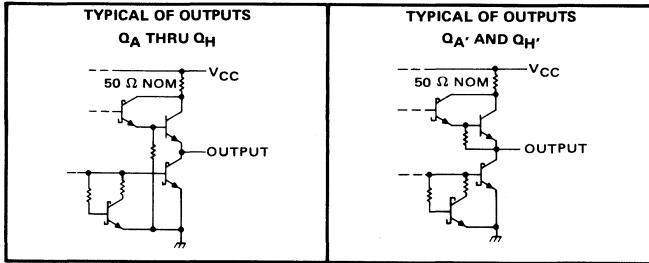 TYPICAL OF OUTPUTS
QA THRU QH
VCC
50 Ω NOM
OUTPUT
TYPICAL OF OUTPUTS
QA' AND QH'
VCC
50 Ω NOM
OUTPUT